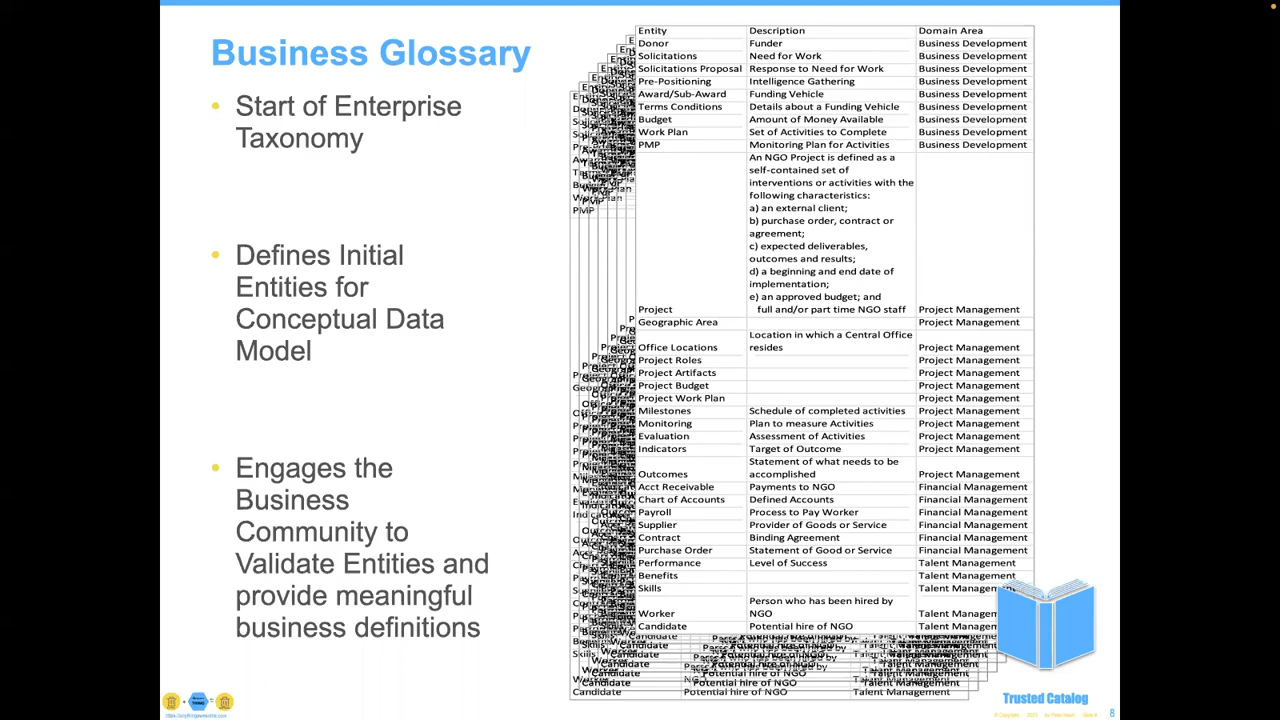 Business Glossary
• Start of Enterprise
Taxonomy
• Defines Initial
Entities for
Conceptual Data
Model
• Engages the
Business
Community to
Validate Entities and
provide meaningful
business definitions
Entity Description Domain Area
Donor Funder Business Development
Solicitations Need for Work Business Development
Solicitations Proposal Response to Need for Work Business Development
Pre-Positioning Intelligence Gathering Business Development
Award/Sub-Award Funding Vehicle Business Development
Terms Conditions Details about a Funding Vehicle Business Development
Budget Amount of Money Available Business Development
Work Plan Set of Activities to Complete Business Development
PMP Monitoring Plan for Activities Business Development
An NGO Project is defined as a
self-contained set of
interventions or activities with the
following characteristics:
a) an external client;
b) purchase order, contract or
agreement;
c) expected deliverables,
outcomes and results;
d) a beginning and end date of
implementation;
e) an approved budget; and
Project full and/or part time NGO staff Project Management
Geographic Area Project Management
Location in which a Central Office
Office Locations resides Project Management
Project Roles Project Management
Project Artifacts Project Management
Project Budget Project Management
Project Work Plan Project Management
Milestones Schedule of completed activities Project Management
Monitoring Plan to measure Activities Project Management
Evaluation Assessment of Activities Project Management
Indicators Target of Outcome Project Management
Statement of what needs to be
Outcomes accomplished Project Management
Acct Receivable Payments to NGO Financial Management
Chart of Accounts Defined Accounts Financial Management
Payroll Process to Pay Worker Financial Management
Supplier Provider of Goods or Service Financial Management
Contract Binding Agreement Financial Management
Purchase Order Statement of Good or Service Financial Management
Performance Level of Success Talent Management
Benefits Talent Management
Skills Talent Management
Person who has been hired by
Worker NGO Talent Management
Candidate Potential hire of NGO Talent Management
Candidate Potential hire of NGO Talent Management
Trusted Catalog
8